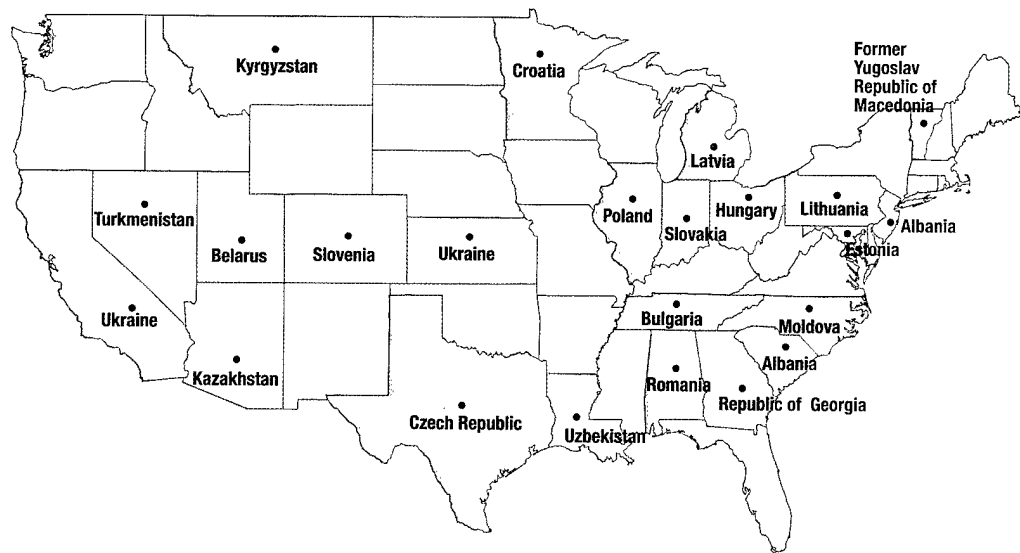 Former
Yugoslav
Republic of
Macedonia
Kyrgyzstan
Croatia
Latvia
Turkmenistan
Poland
Slovakia
Hungary
Lithuania
Albania
Estonia
Belarus
Slovenia
Ukraine
Ukraine
Bulgaria
Moldova
Albania
Kazakhstan
Romania
Republic of Georgia
Czech Republic
Uzbekistan